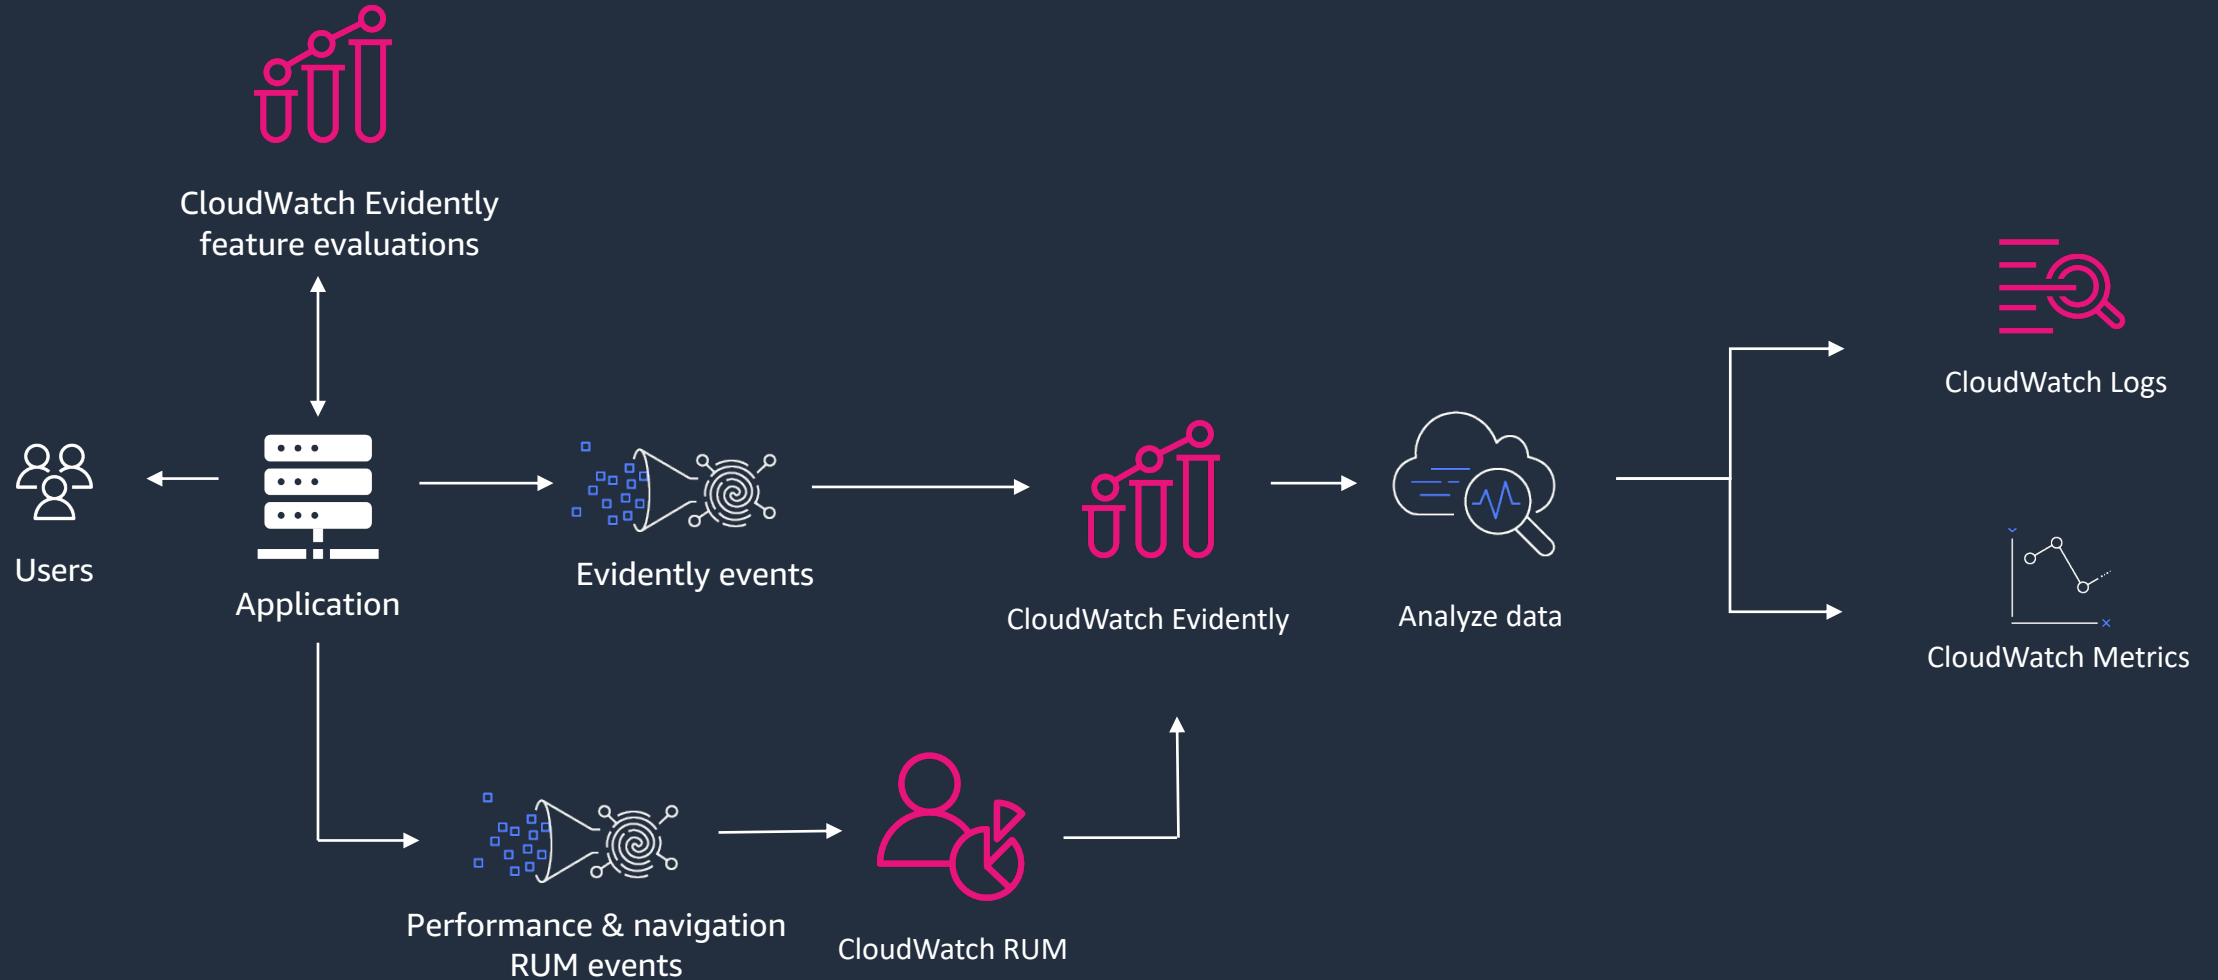 CloudWatch Evidently
feature evaluations
CloudWatch Logs
Users
Application
Evidently events
CloudWatch Evidently
Analyze data
CloudWatch Metrics
Performance & navigation
RUM events
CloudWatch RUM